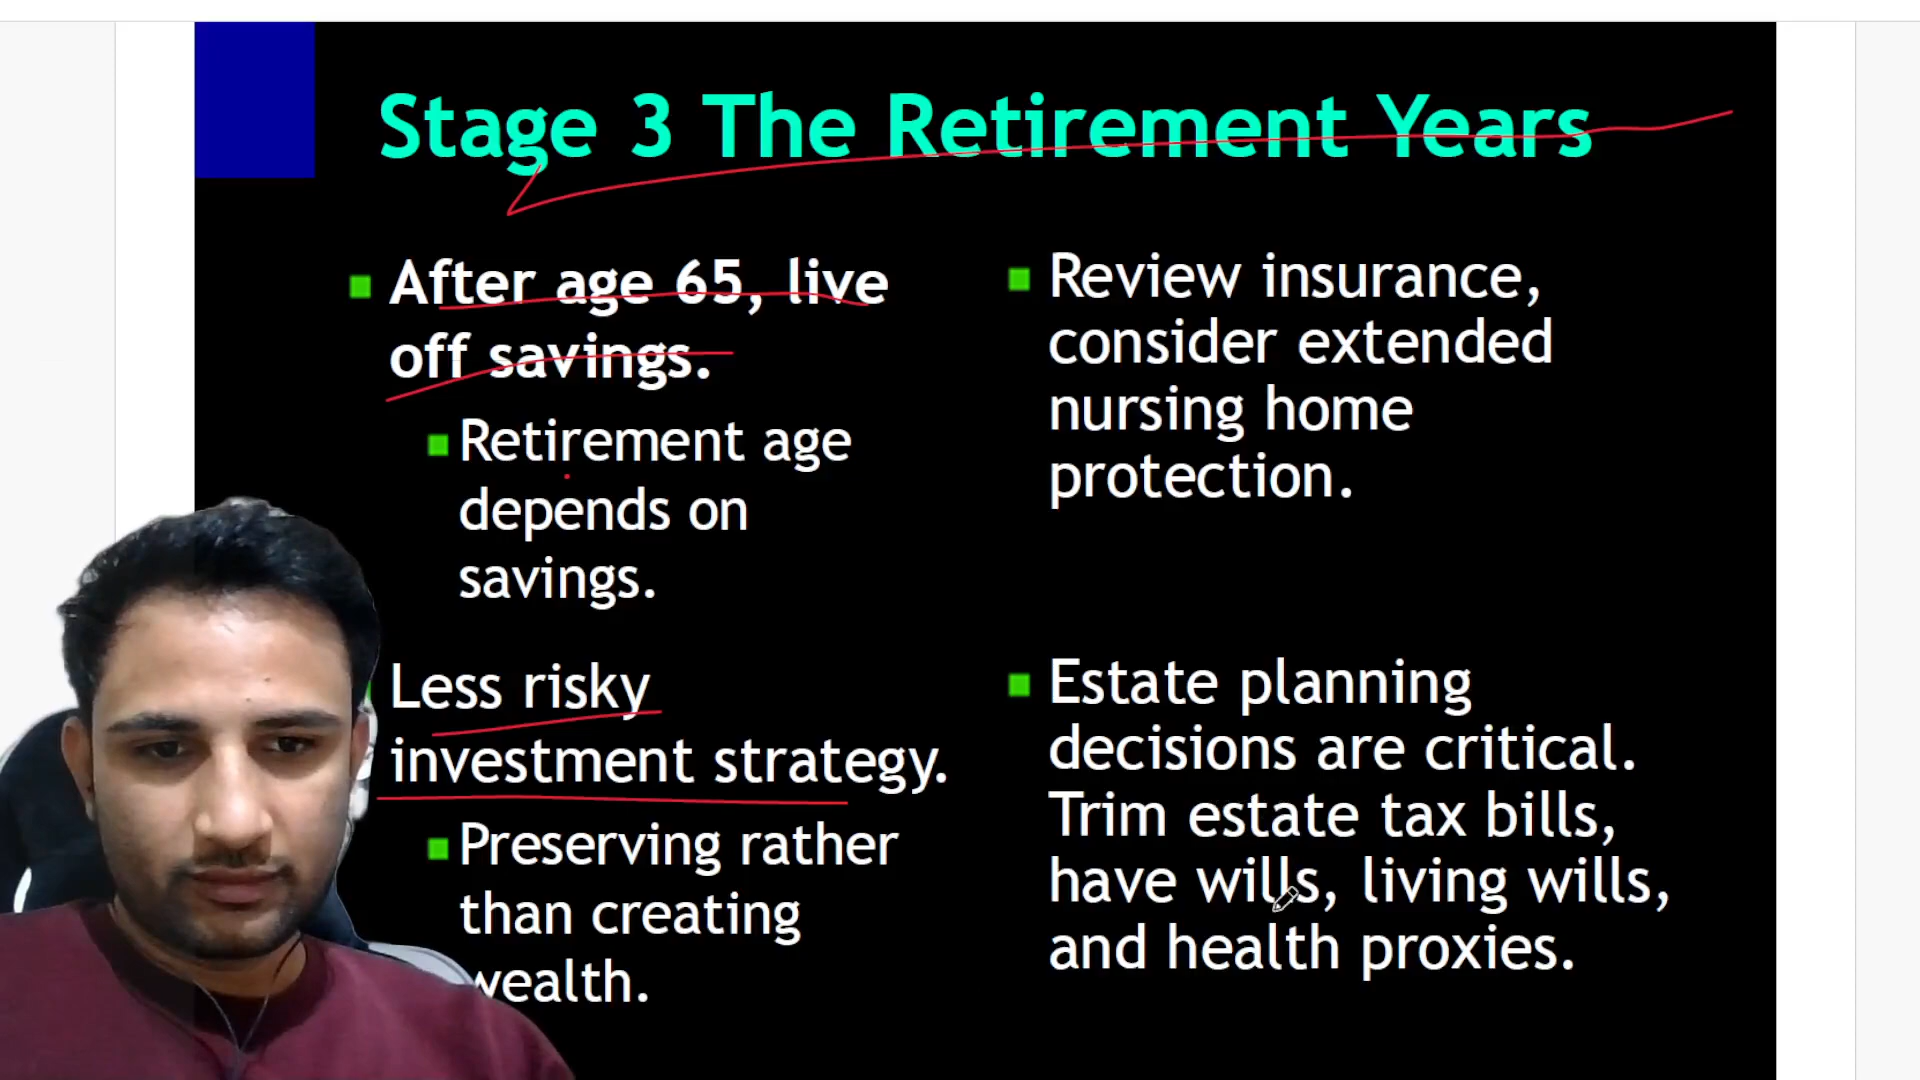 Stage 3 The Retirement Years
After age 65, live
off savings.
Retirement age
depends on
savings.
Less risky
investment strategy.
Preserving rather
than creating
wealth.
Review insurance,
consider extended
nursing home
protection.
Estate planning
decisions are critical.
Trim estate tax bills,
have wills, living wills,
and health proxies.